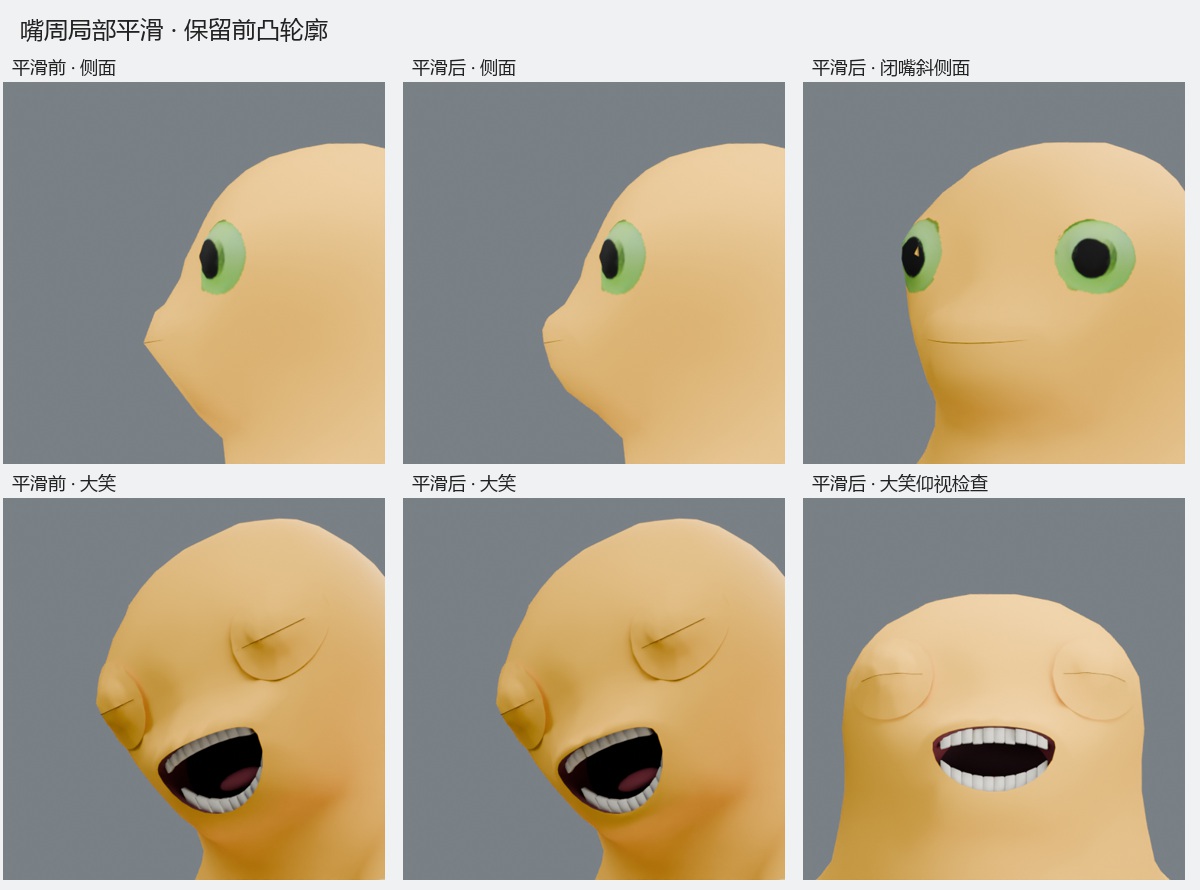 嘴周局部平滑 · 保留前凸轮廓
平滑前 · 侧面
平滑后 · 侧面
平滑后 · 闭嘴斜侧面
平滑前 · 大笑
平滑后 · 大笑
平滑后 · 大笑仰视检查